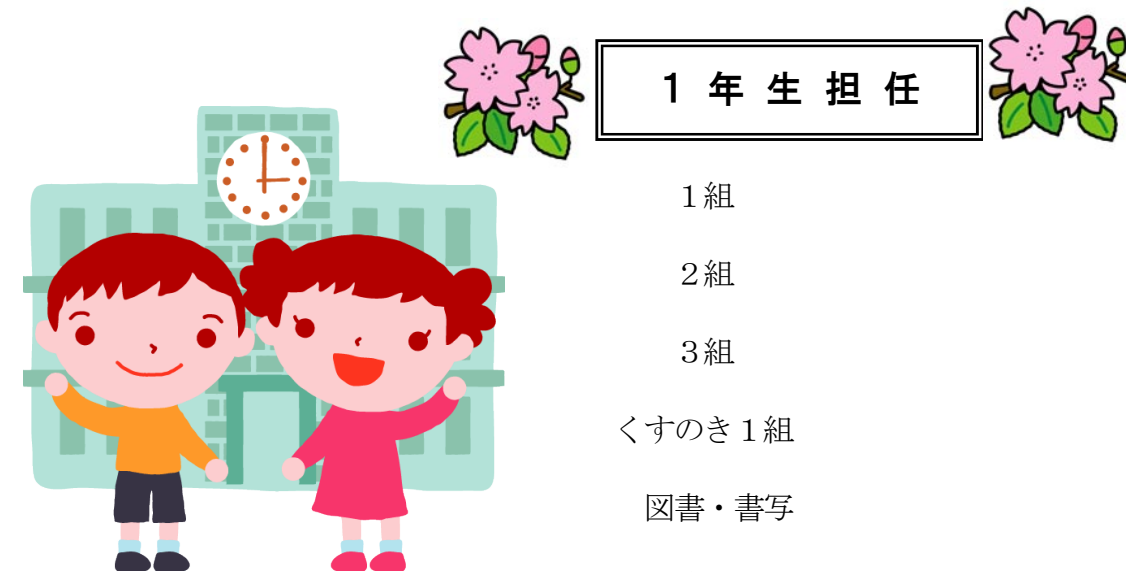 １年生担任
１組
２組
３組
くすのき１組
図書・書写